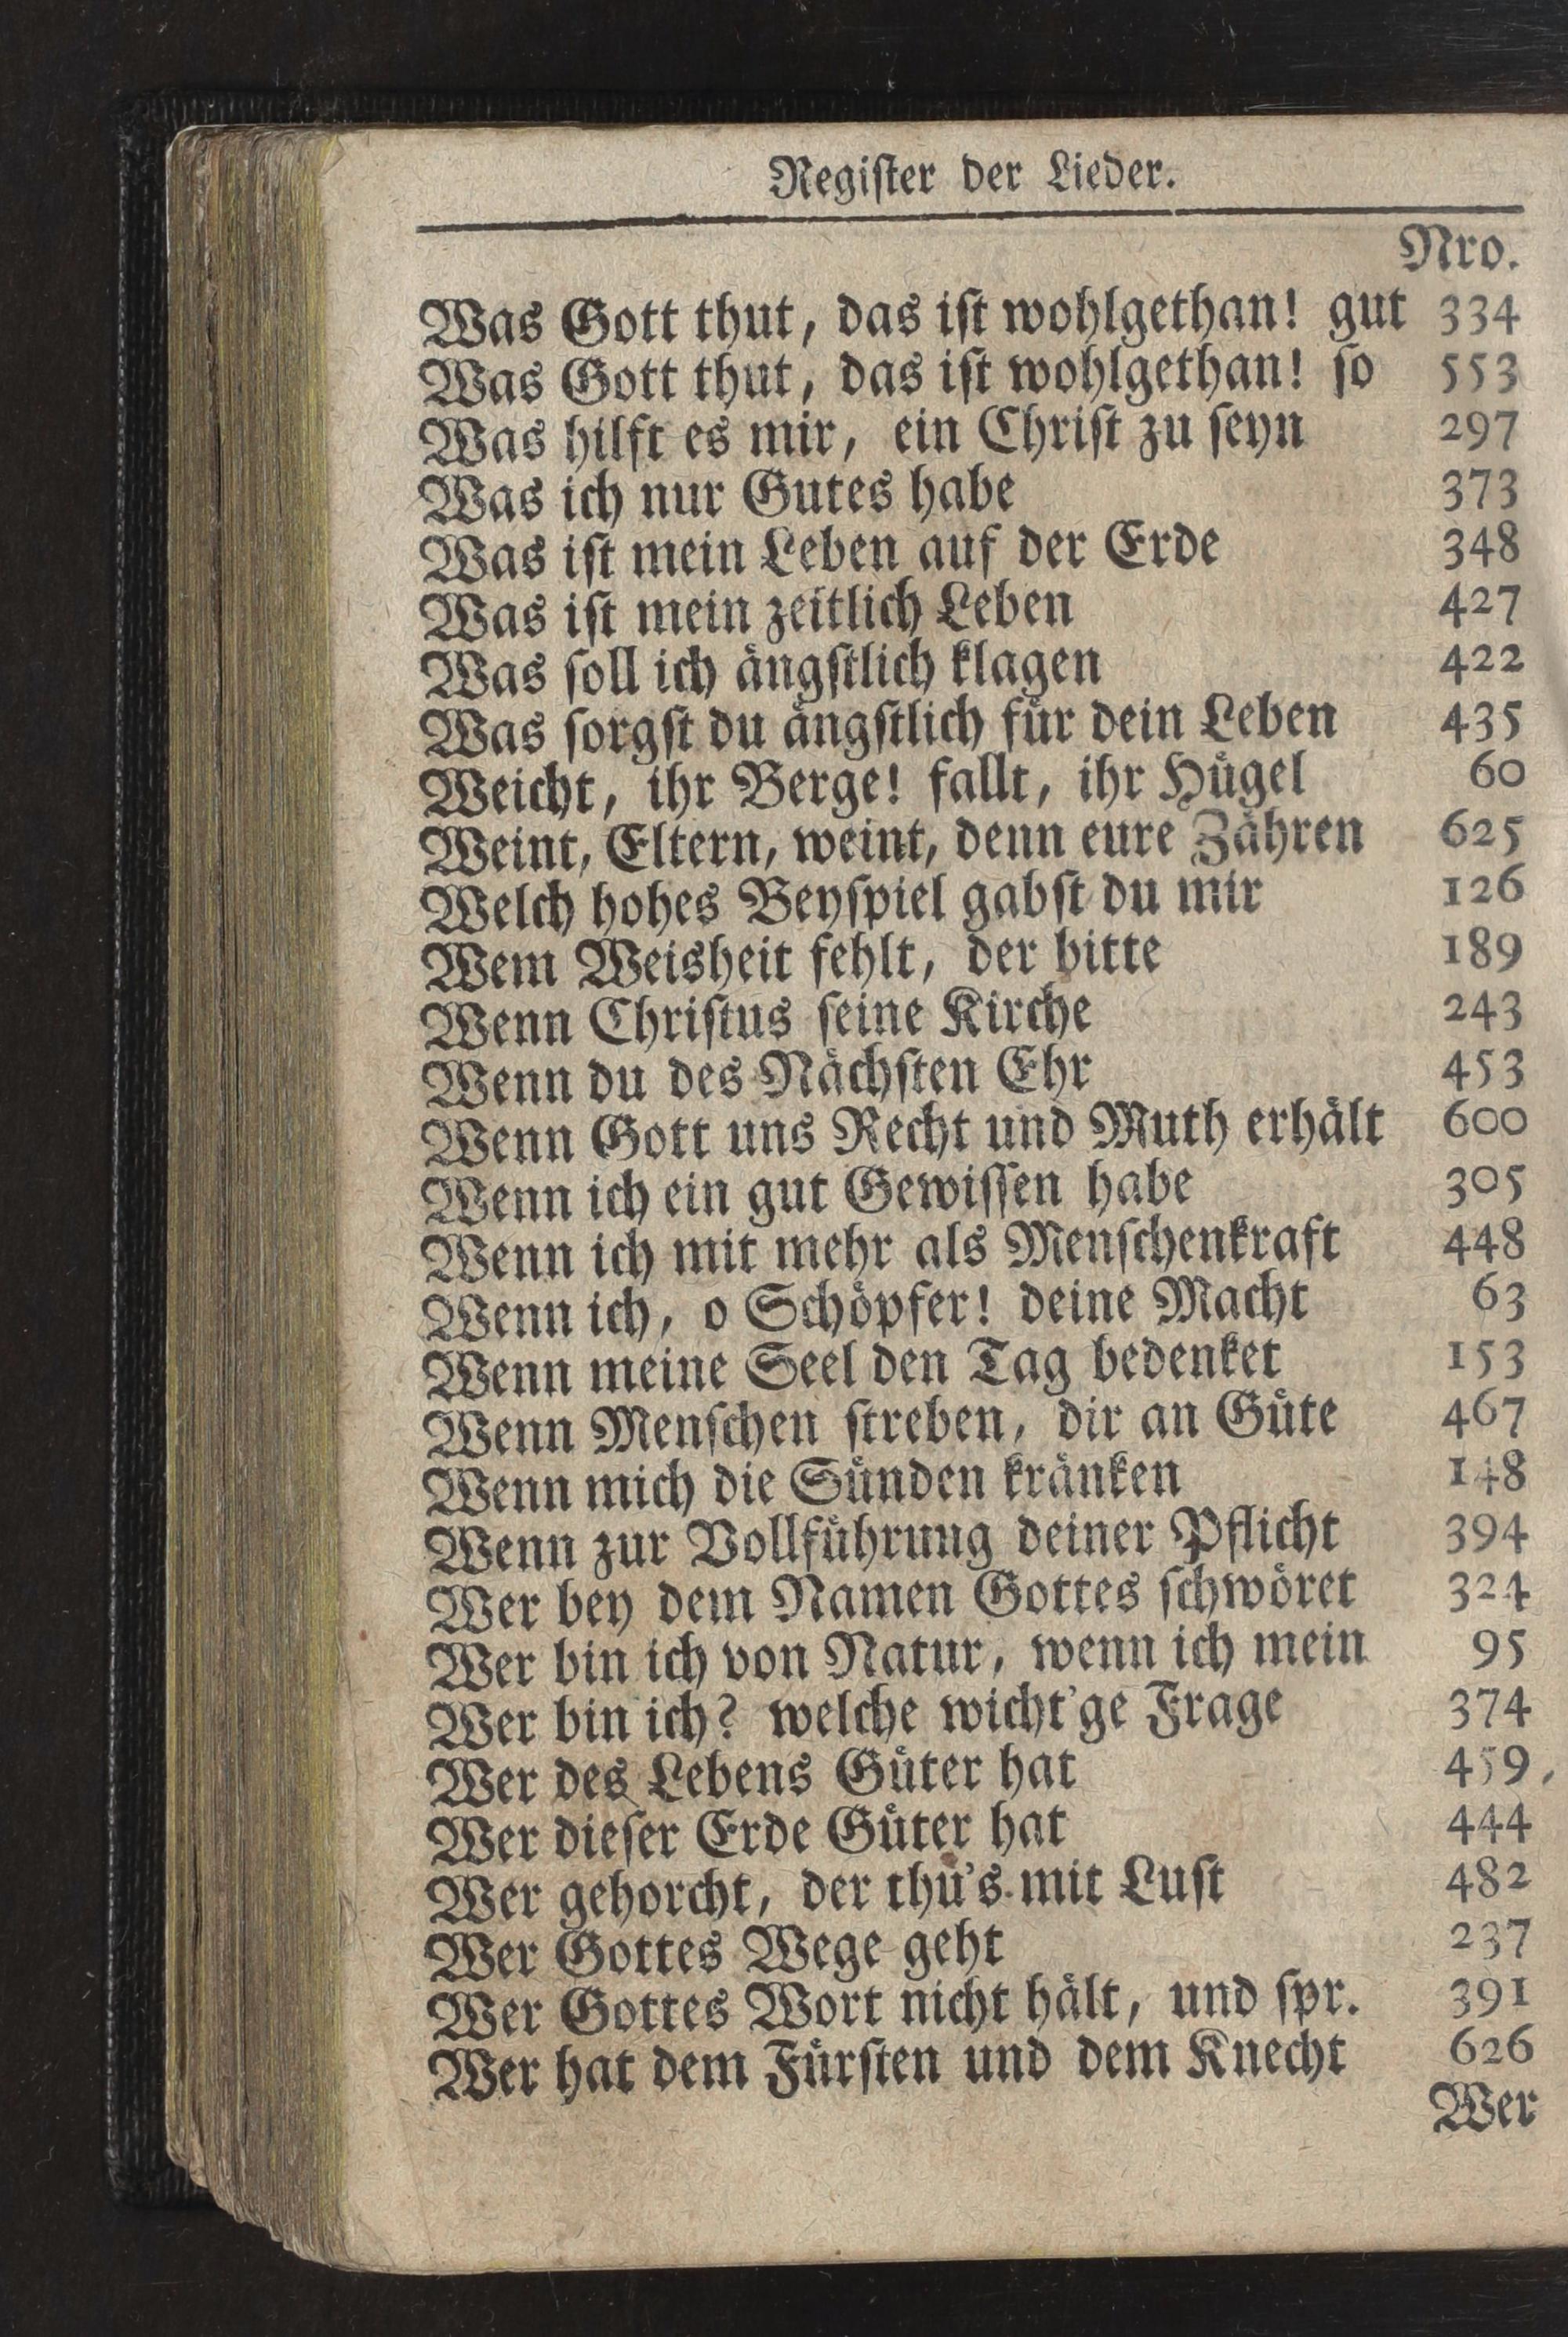 Regiſter der Lieder.
Nro.
Was Gott thut, das iſt wohlgethan! gut 334
Was Gott thut, das iſt wohlgethan! ſo 553
Was hilft es mir, ein Chriſt zu ſeyn 297
Was ich nur Gutes habe 373
Was iſt mein Leben auf der Erde 348
Was iſt mein zeitlich Leben 427
Was ſoll ich ängſtlich klagen 422
Was ſorgſt du ängſtlich für dein Leben 435
Weicht, ihr Berge! fallt, ihr Hügel 60
Weint, Eltern, weint, denn eure Zähren 625
Welch hohes Beyſpiel gabſt du mir 126
Wem Weisheit fehlt, der bitte 189
Wenn Chriſtus ſeine Kirche 243
Wenn du des Nächſten Ehr 453
Wenn Gott uns Recht und Muth erhält 600
Wenn ich ein gut Gewiſſen habe 305
Wenn ich mit mehr als Menſchenkraft 448
Wenn ich, o Schöpfer! deine Macht 63
Wenn meine Seel den Tag bedenket 153
Wenn Menſchen ſtreben, dir an Güte 467
Wenn mich die Sünden kränken 148
Wenn zur Vollführung deiner Pflicht 394
Wer bey dem Namen Gottes ſchwöret 324
Wer bin ich von Natur, wenn ich mein 95
Wer bin ich? welche wicht'ge Frage 374
Wer des Lebens Güter hat 459
Wer dieſer Erde Güter hat 444
Wer gehorcht, der thu's mit Luſt 482
Wer Gottes Wege geht 237
Wer Gottes Wort nicht hält, und ſpr. 391
Wer hat dem Fürſten und dem Knecht 626
Wer